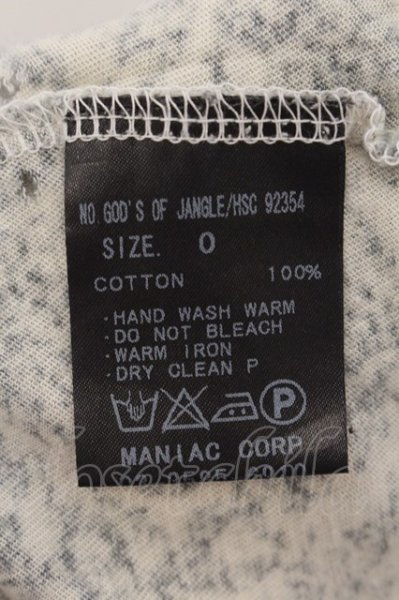 NO.GOD'S OF JANGLE/HSC 92354
SIZE. 0
COTTON 100%
·HAND WASH WARM
·DO NOT BLEACH
·WARM IRON
·DRY CLEAN P
P
MANIAC CORP